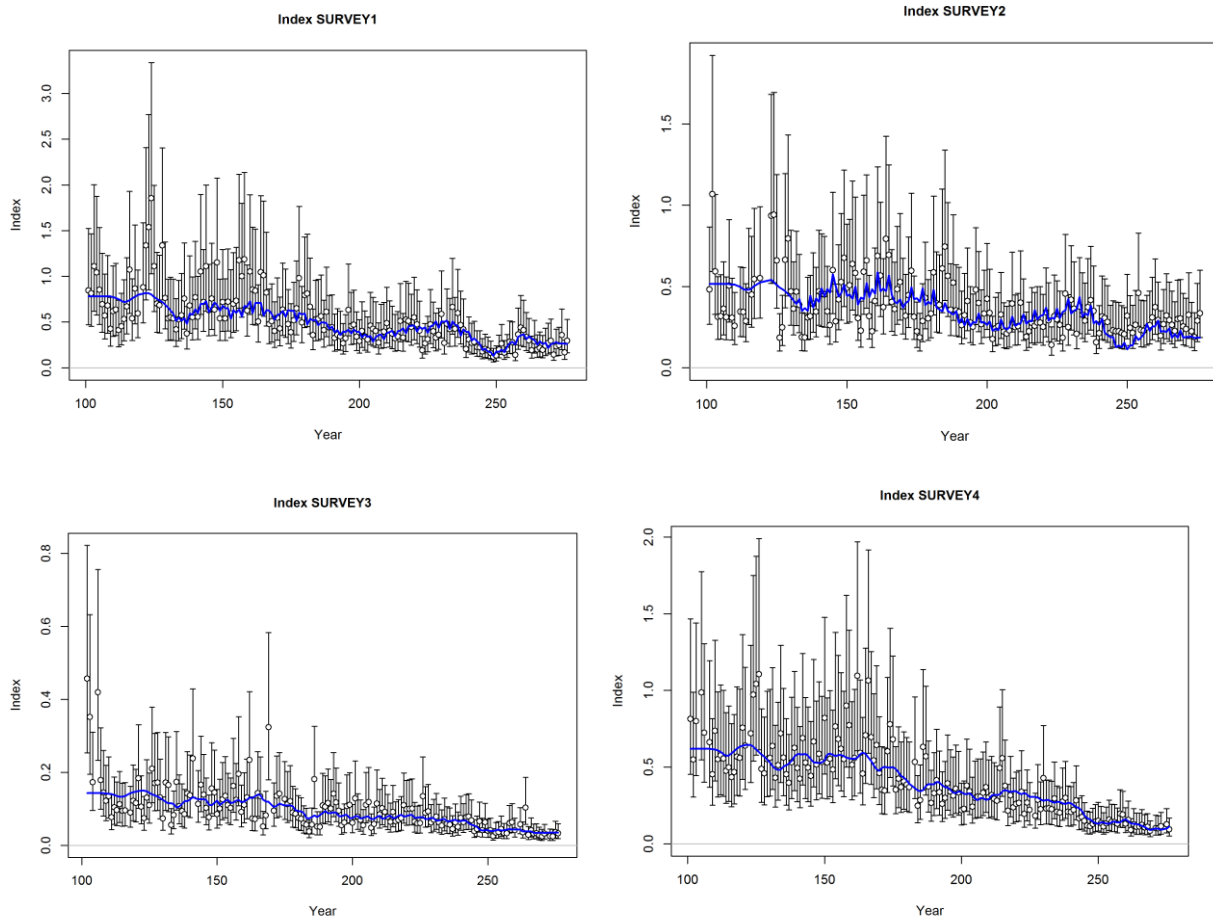 Index SURVEY1
Index
0.0 0.5 1.0 1.5 2.0 2.5 3.0
100 150 200 250
Year
Index SURVEY2
Index
0.0 0.5 1.0 1.5
100 150 200 250
Year
Index SURVEY3
Index
0.0 0.2 0.4 0.6 0.8
100 150 200 250
Year
Index SURVEY4
Index
0.0 0.5 1.0 1.5 2.0
100 150 200 250
Year